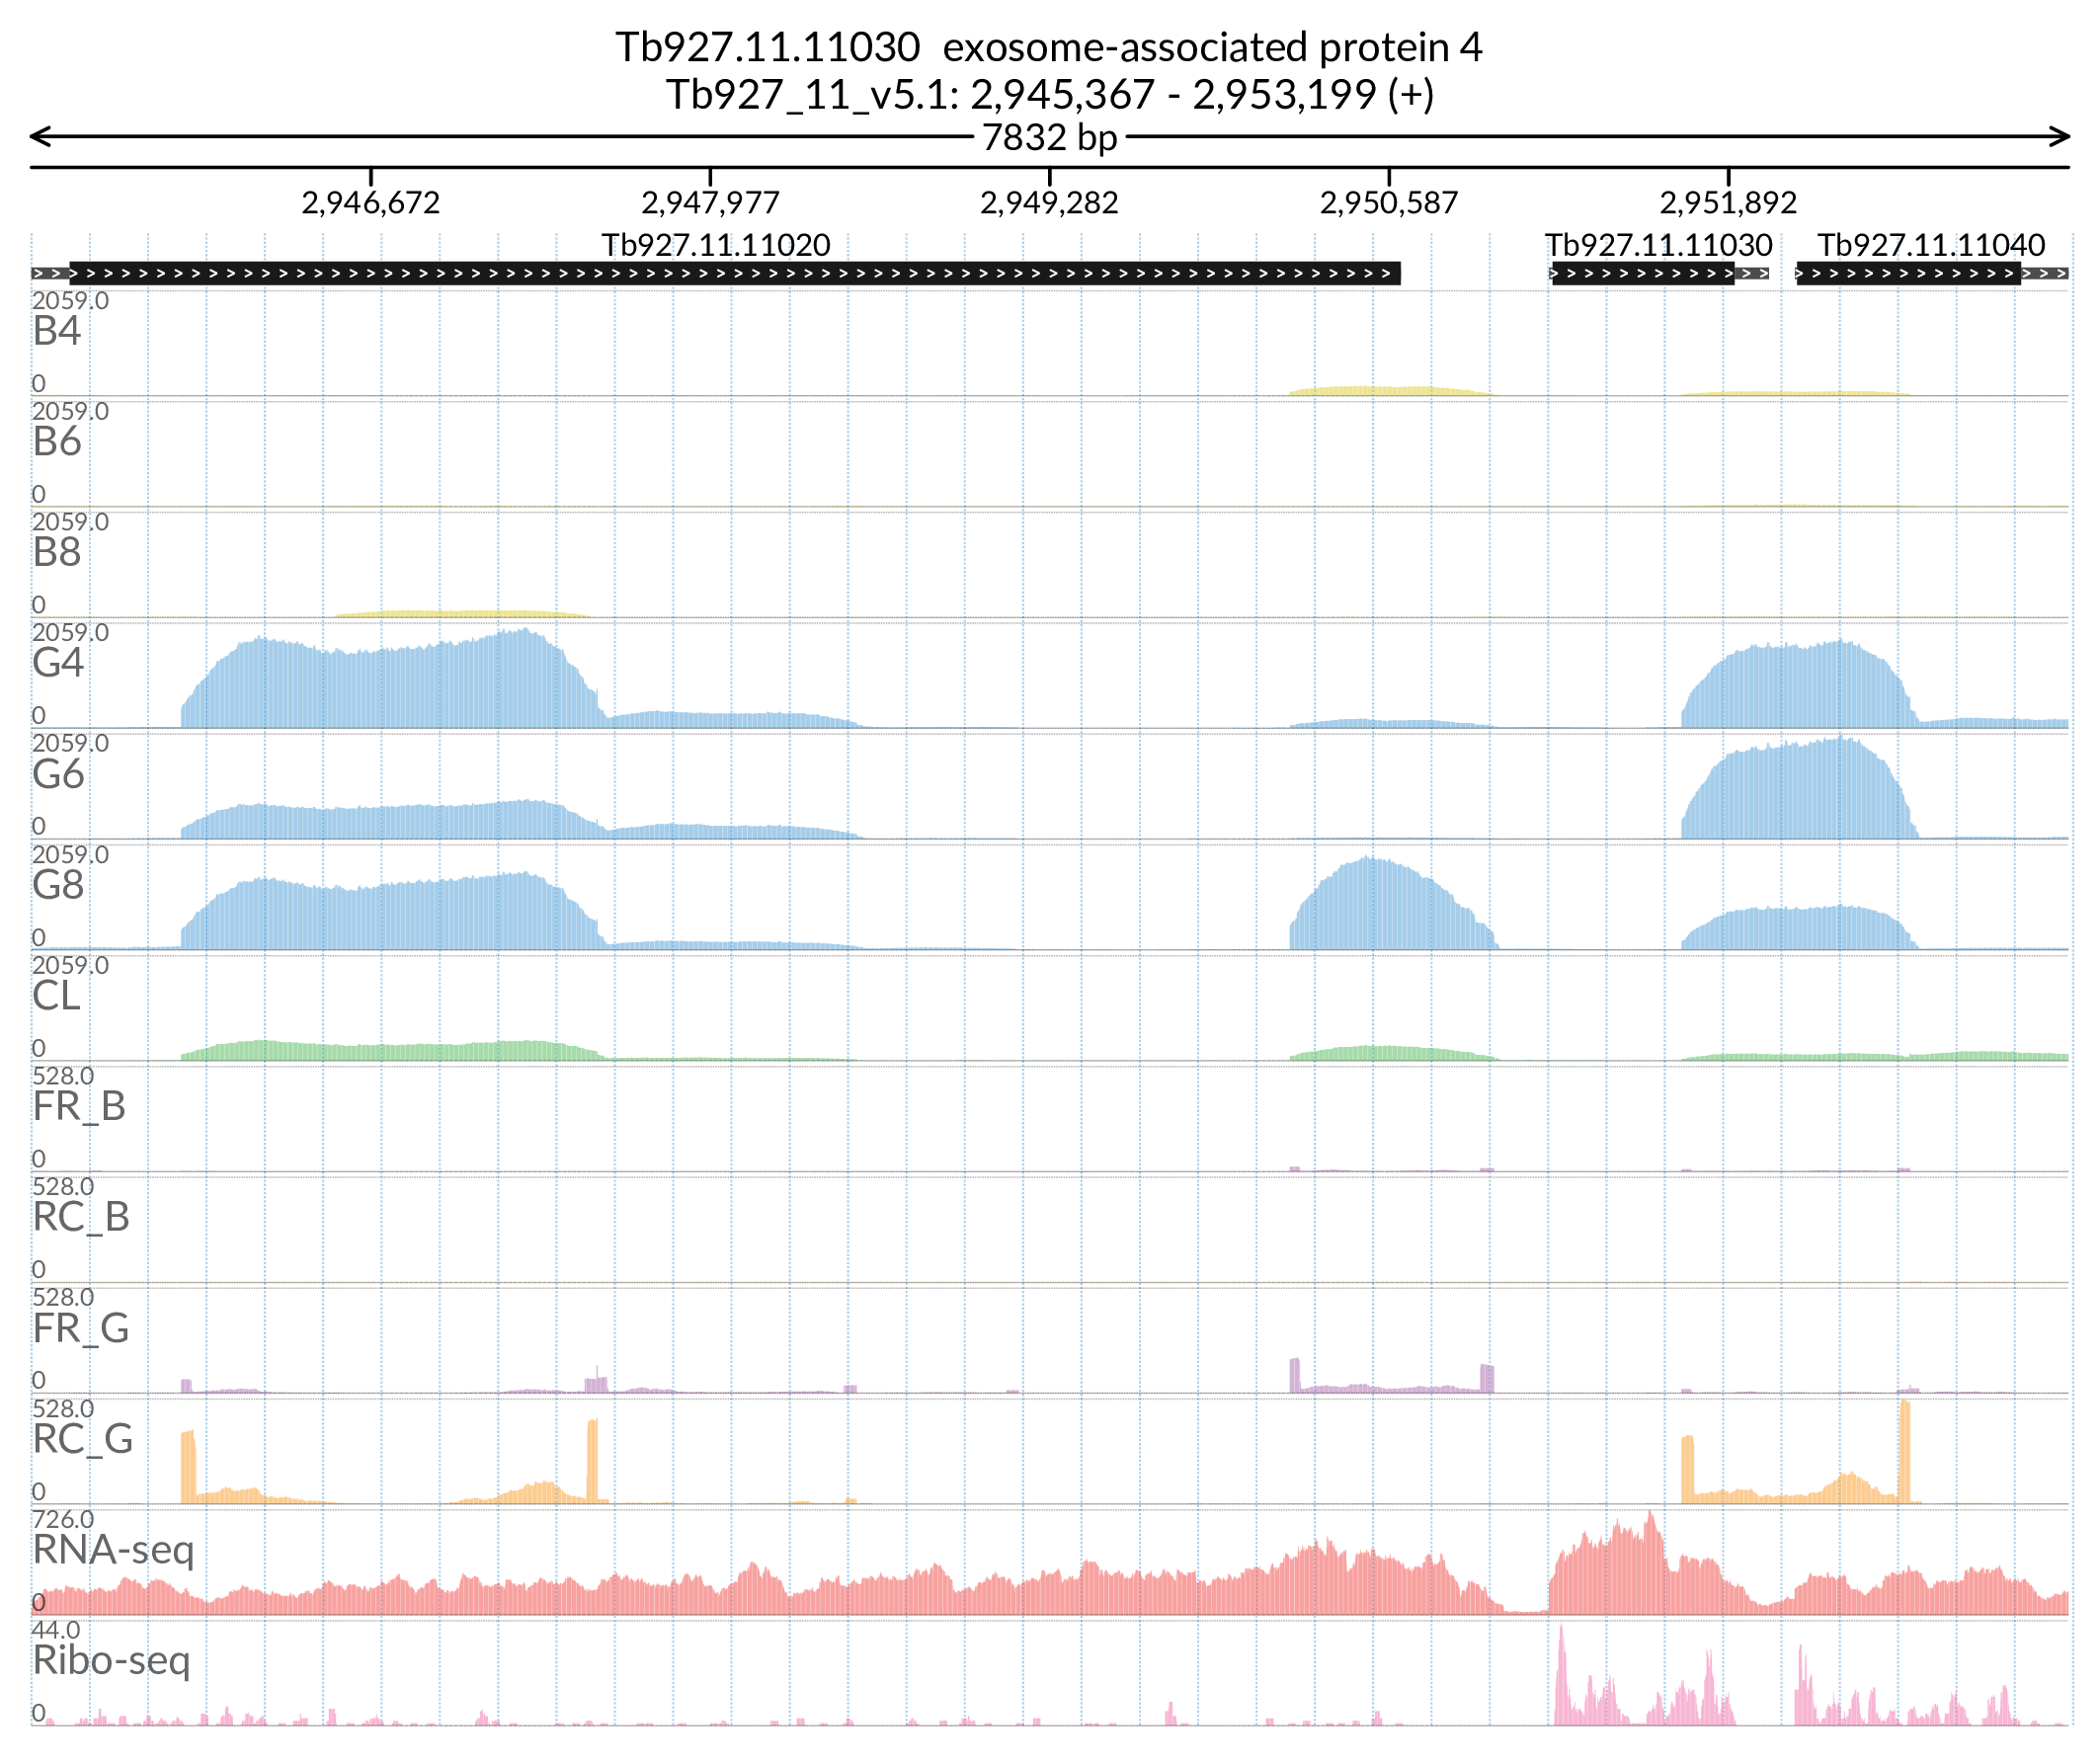 Tb927.11.11030 exosome-associated protein 4
Tb927_11_v5.1: 2,945,367 - 2,953,199 (+)
7832 bp
2,946,672 2,947,977 2,949,282 2,950,587 2,951,892
Tb927.11.11020 Tb927.11.11030 Tb927.11.11040
2059.0
B4
0
2059.0
B6
0
2059.0
B8
0
2059.0
G4
0
2059.0
G6
0
2059.0
G8
0
2059.0
CL
0
528.0
FR_B
0
528.0
RC_B
0
528.0
FR_G
0
528.0
RC_G
0
726.0
RNA-seq
0
44.0
Ribo-seq
0